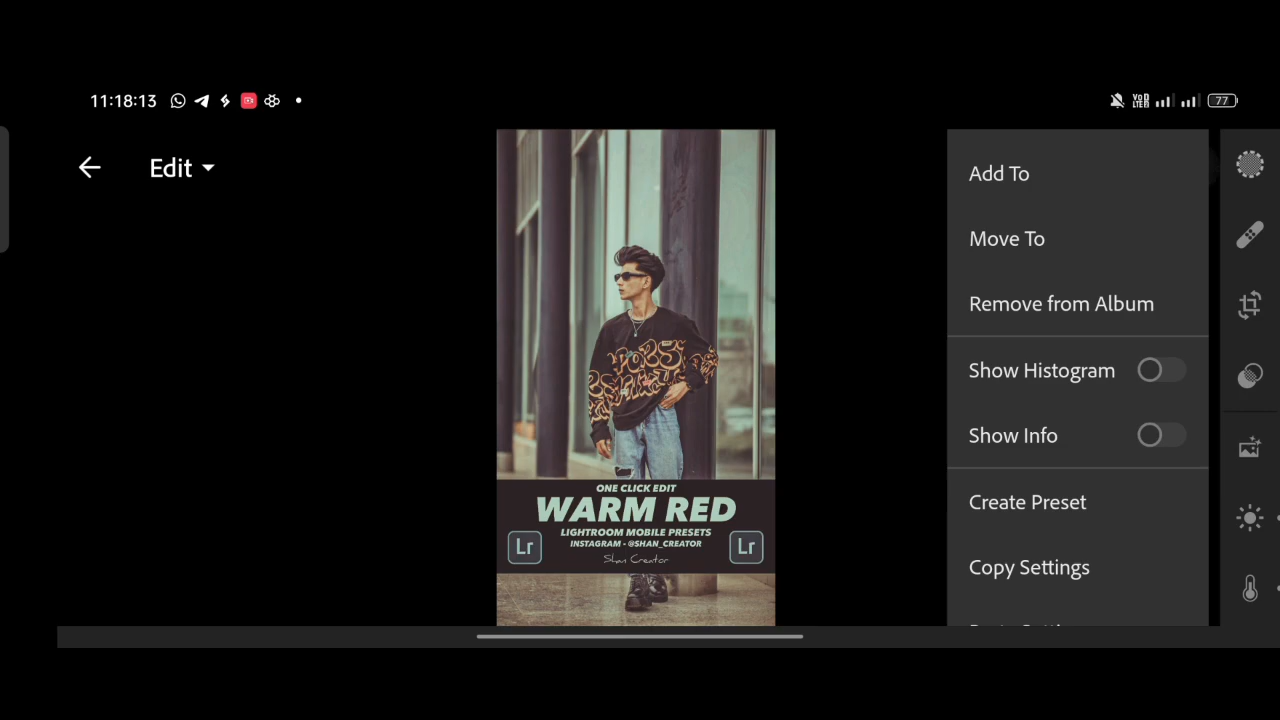 11:18:13
77
Edit
Add To
Move To
Remove from Album
Show Histogram
Show Info
Create Preset
Copy Settings
ONE CLICK EDIT
WARM RED
LIGHTROOM MOBILE PRESETS
INSTAGRAM - @SHAN_CREATOR
Lr
Lr
Shan Creator